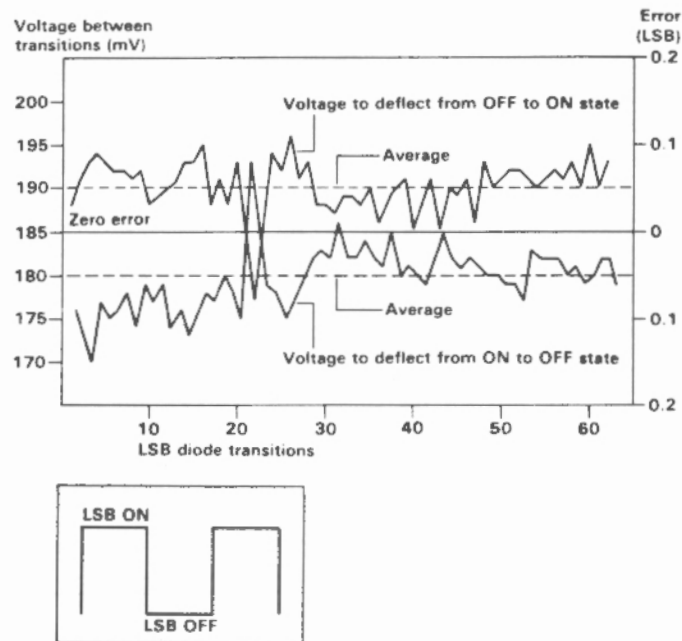 Voltage between
transitions (mV)
Error
(LSB)
0.2
200
Voltage to deflect from OFF to ON state
195
0.1
Average
190
Zero error
185
0
180
Average
175
0.1
Voltage to deflect from ON to OFF state
170
0.2
10 20 30 40 50 60
LSB diode transitions
LSB ON
LSB OFF